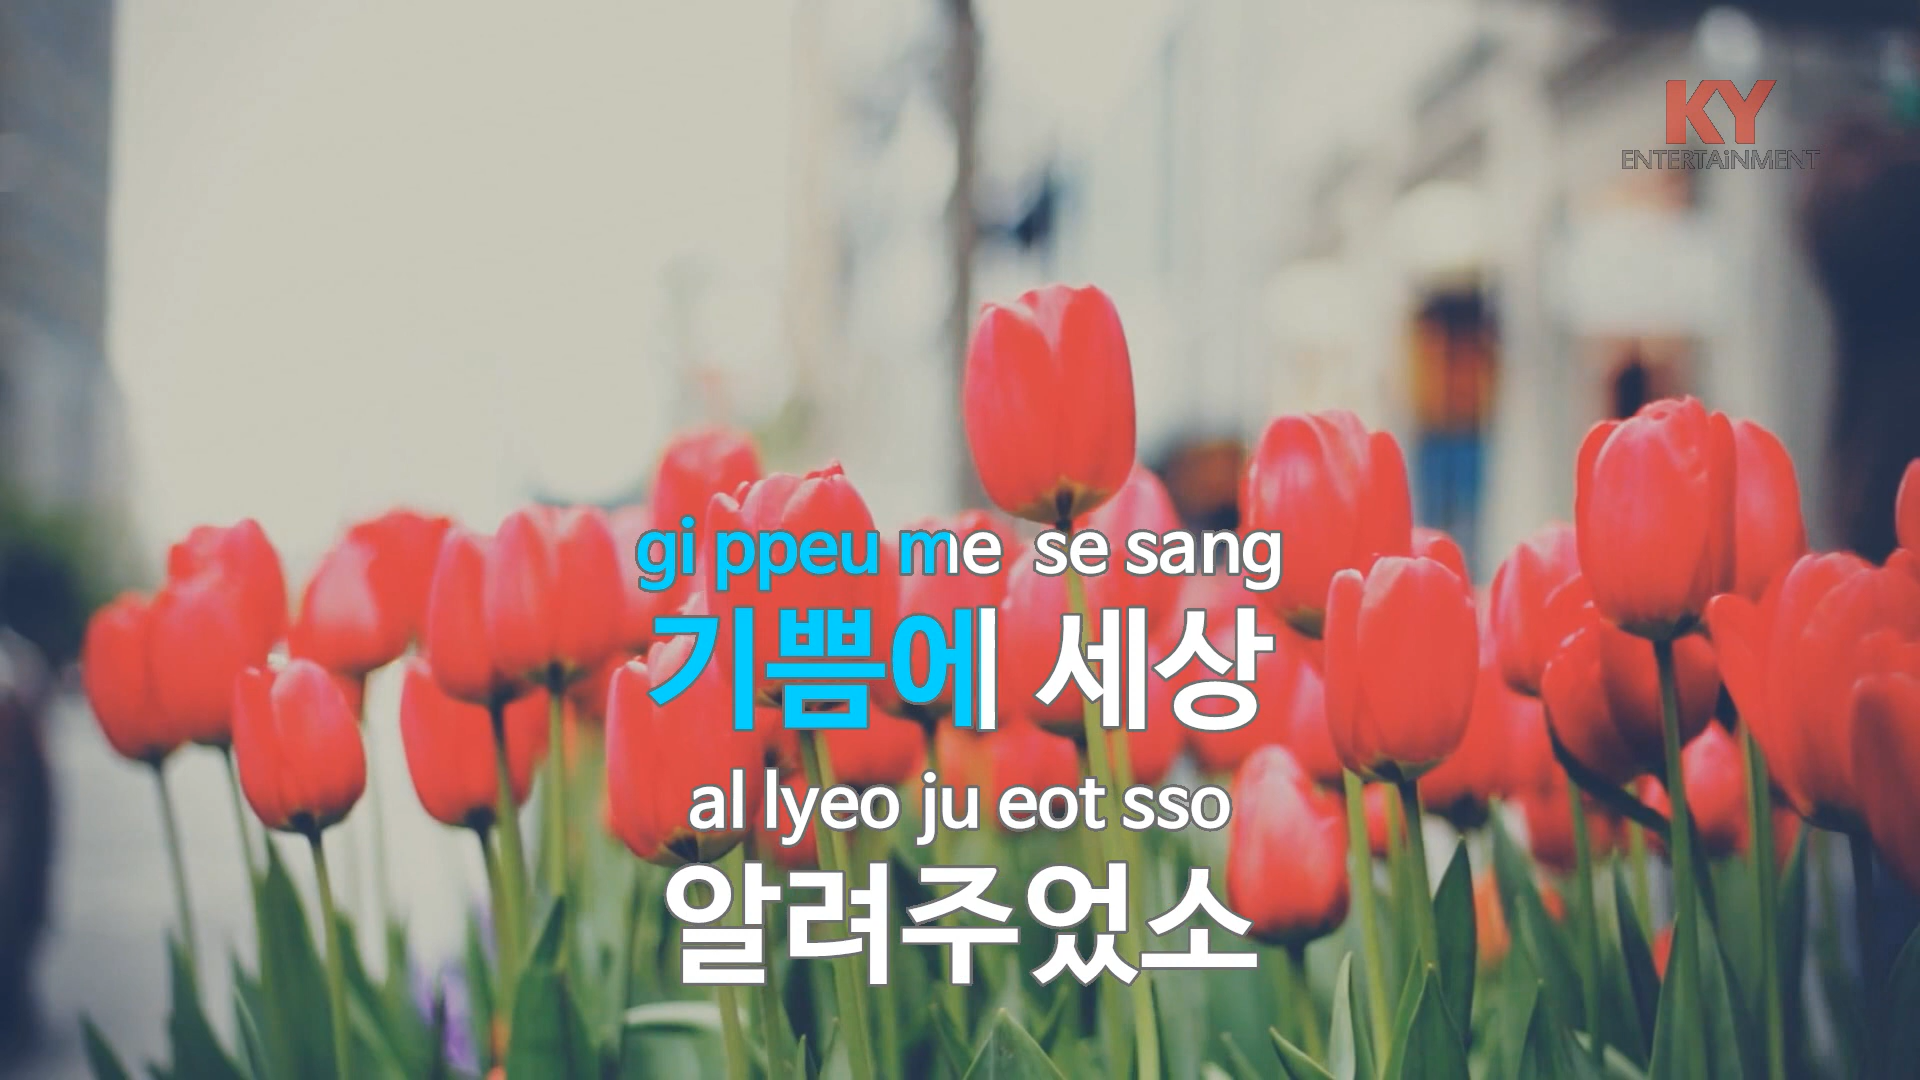 KY
ENTERTAiNMENT
gi ppeu me se sang
기쁨에 세상
al lyeo ju eot sso
알려주었소